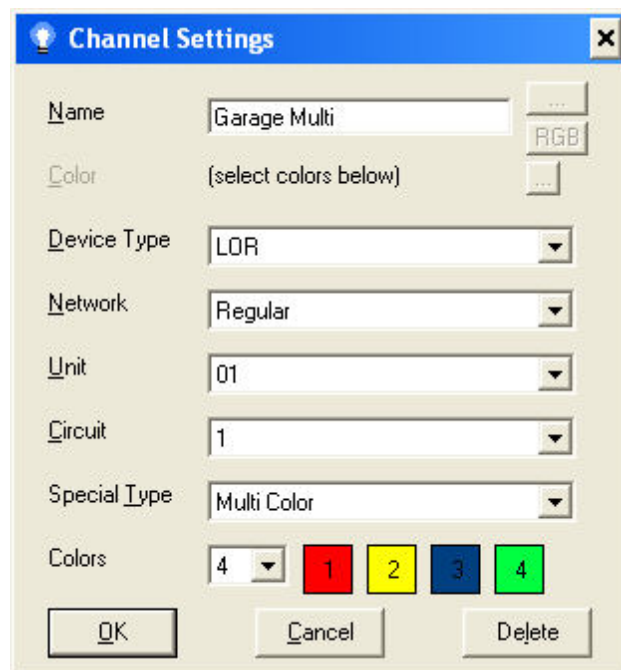 Channel Settings
Name
Garage Multi
...
RGB
Color
(select colors below)
...
Device Type
LOR
Network
Regular
Unit
01
Circuit
1
Special Type
Multi Color
Colors
4
1
2
3
4
OK
Cancel
Delete